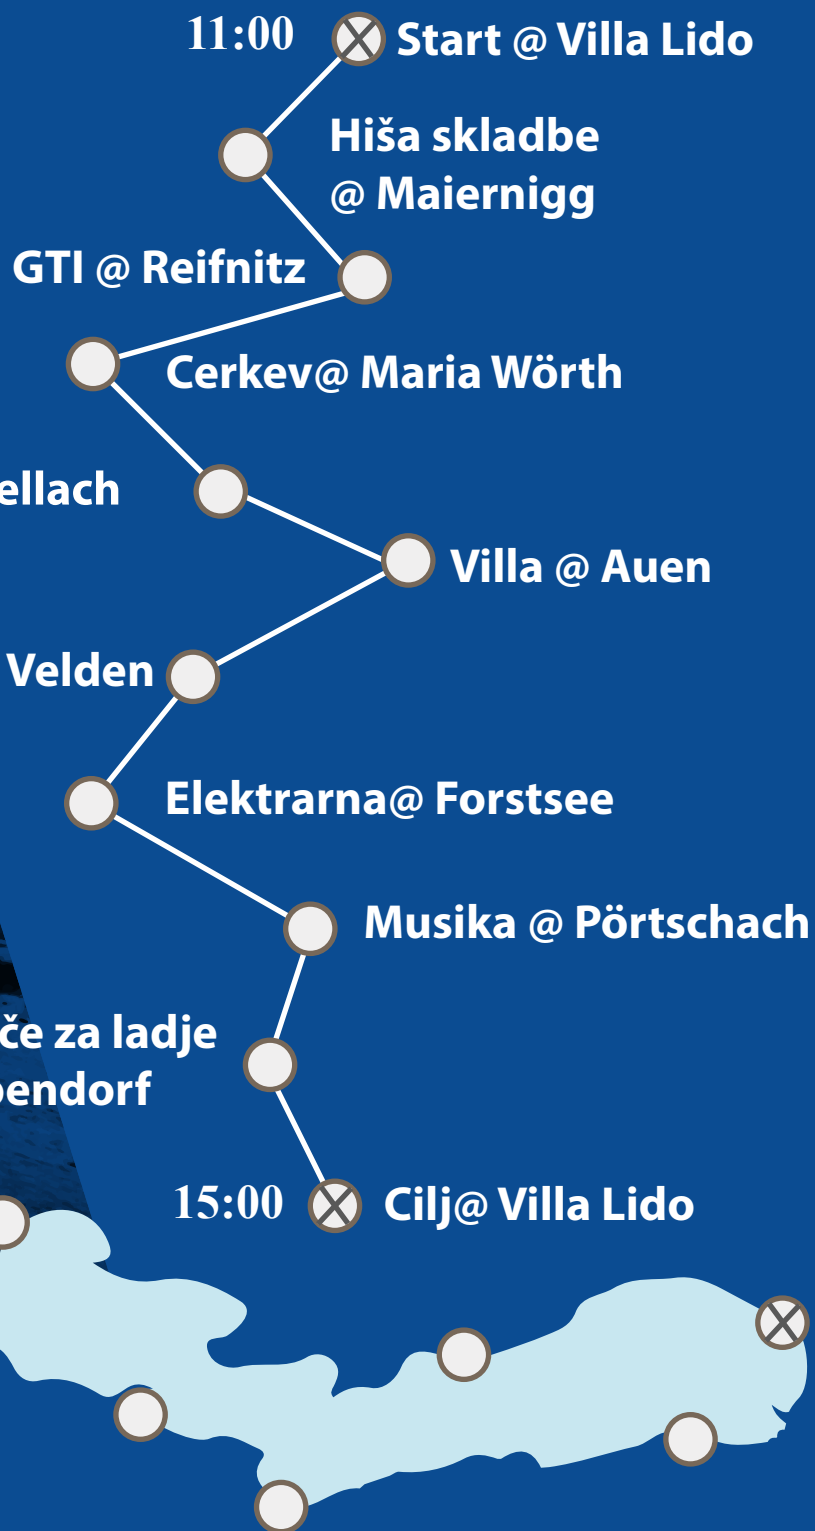 11:00 Start @ Villa Lido
Hiša skladbe
@ Maiernigg
GTI @ Reifnitz
Cerkev@ Maria Wörth
ellach
Villa @ Auen
Velden
Elektrarna@ Forstsee
Musika @ Pörtschach
če za ladje
endorf
15:00 Cilj@ Villa Lido